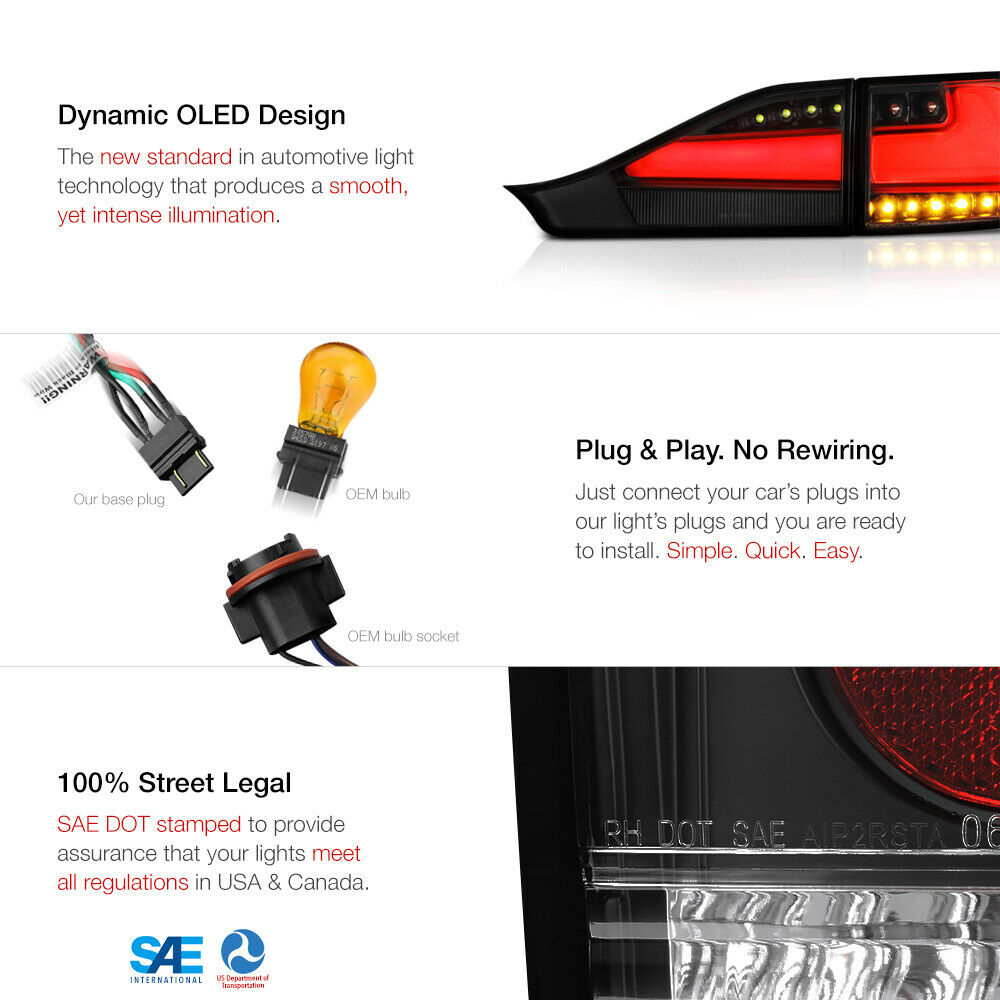 Dynamic OLED Design
The new standard in automotive light
technology that produces a smooth,
yet intense illumination.
WARNING!!
Our base plug
OEM bulb
OEM bulb socket
Plug & Play. No Rewiring.
Just connect your car's plugs into
our light's plugs and you are ready
to install. Simple. Quick. Easy.
100% Street Legal
SAE DOT stamped to provide
assurance that your lights meet
all regulations in USA & Canada.
SAE
INTERNATIONAL
US Department of
Transportation
RH DOT SAE AIP2RSTA 06